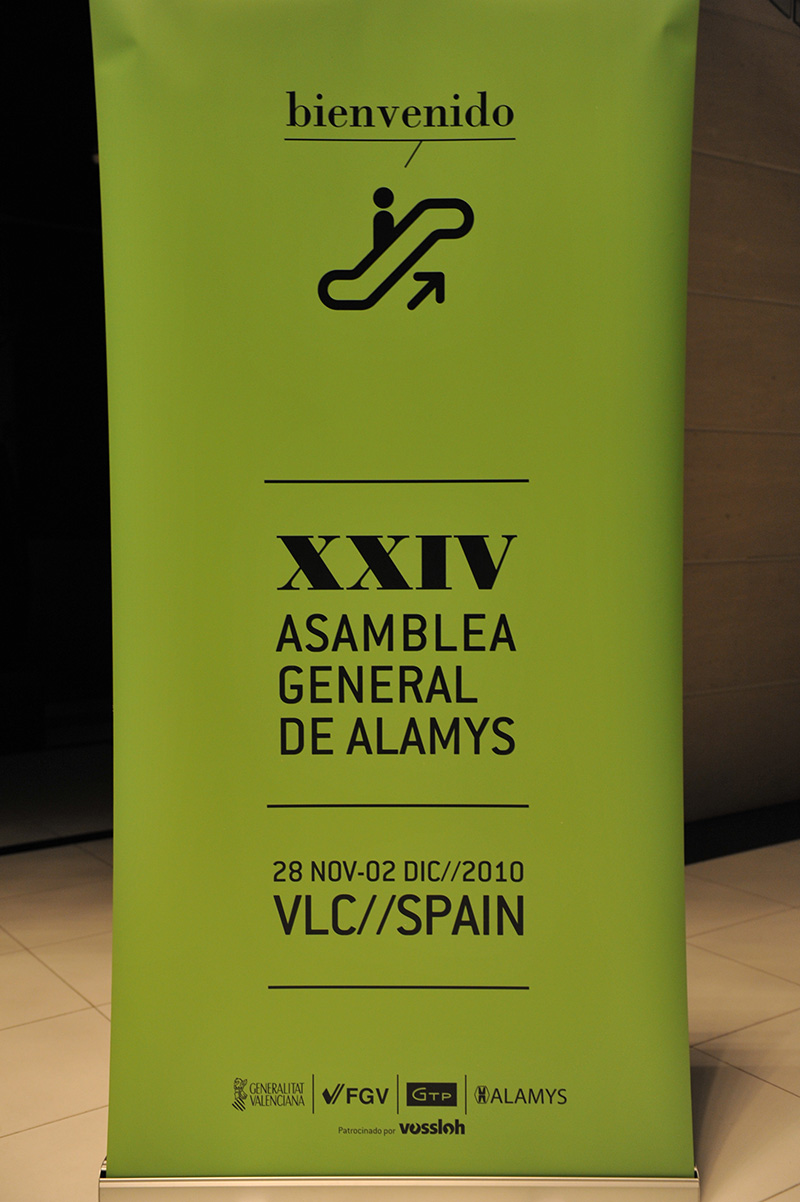 bienvenido
XXIV
ASAMBLEA
GENERAL
DE ALAMYS
28 NOV-02 DIC//2010
VLC//SPAIN
GENERALITAT
VALENCIANA
FGV
GTP
ALAMYS
Patrocinado por vossloh